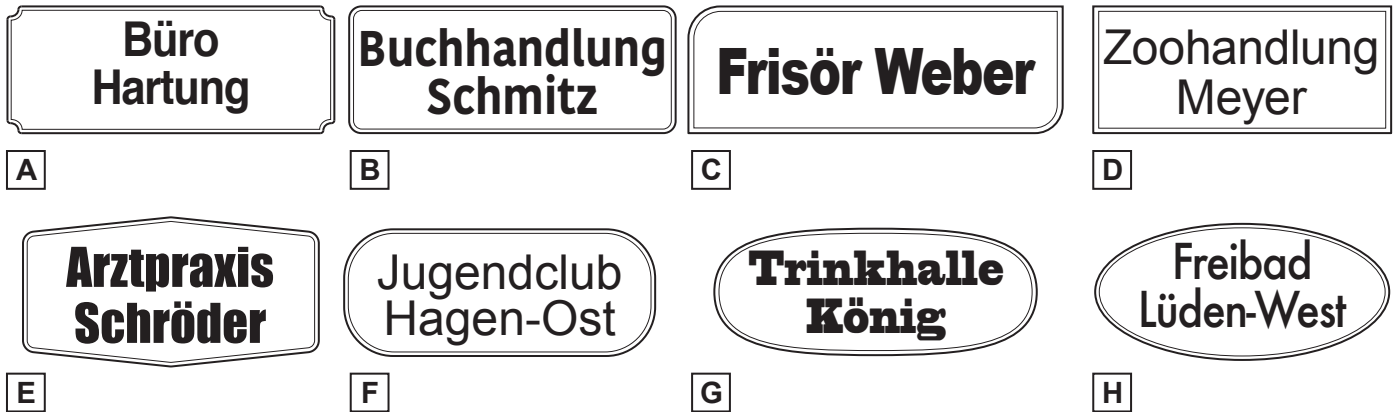 Büro
Hartung
A
Buchhandlung
Schmitz
B
Frisör Weber
C
Zoohandlung
Meyer
D
Arztpraxis
Schröder
E
Jugendclub
Hagen-Ost
F
Trinkhalle
König
G
Freibad
Lüden-West
H